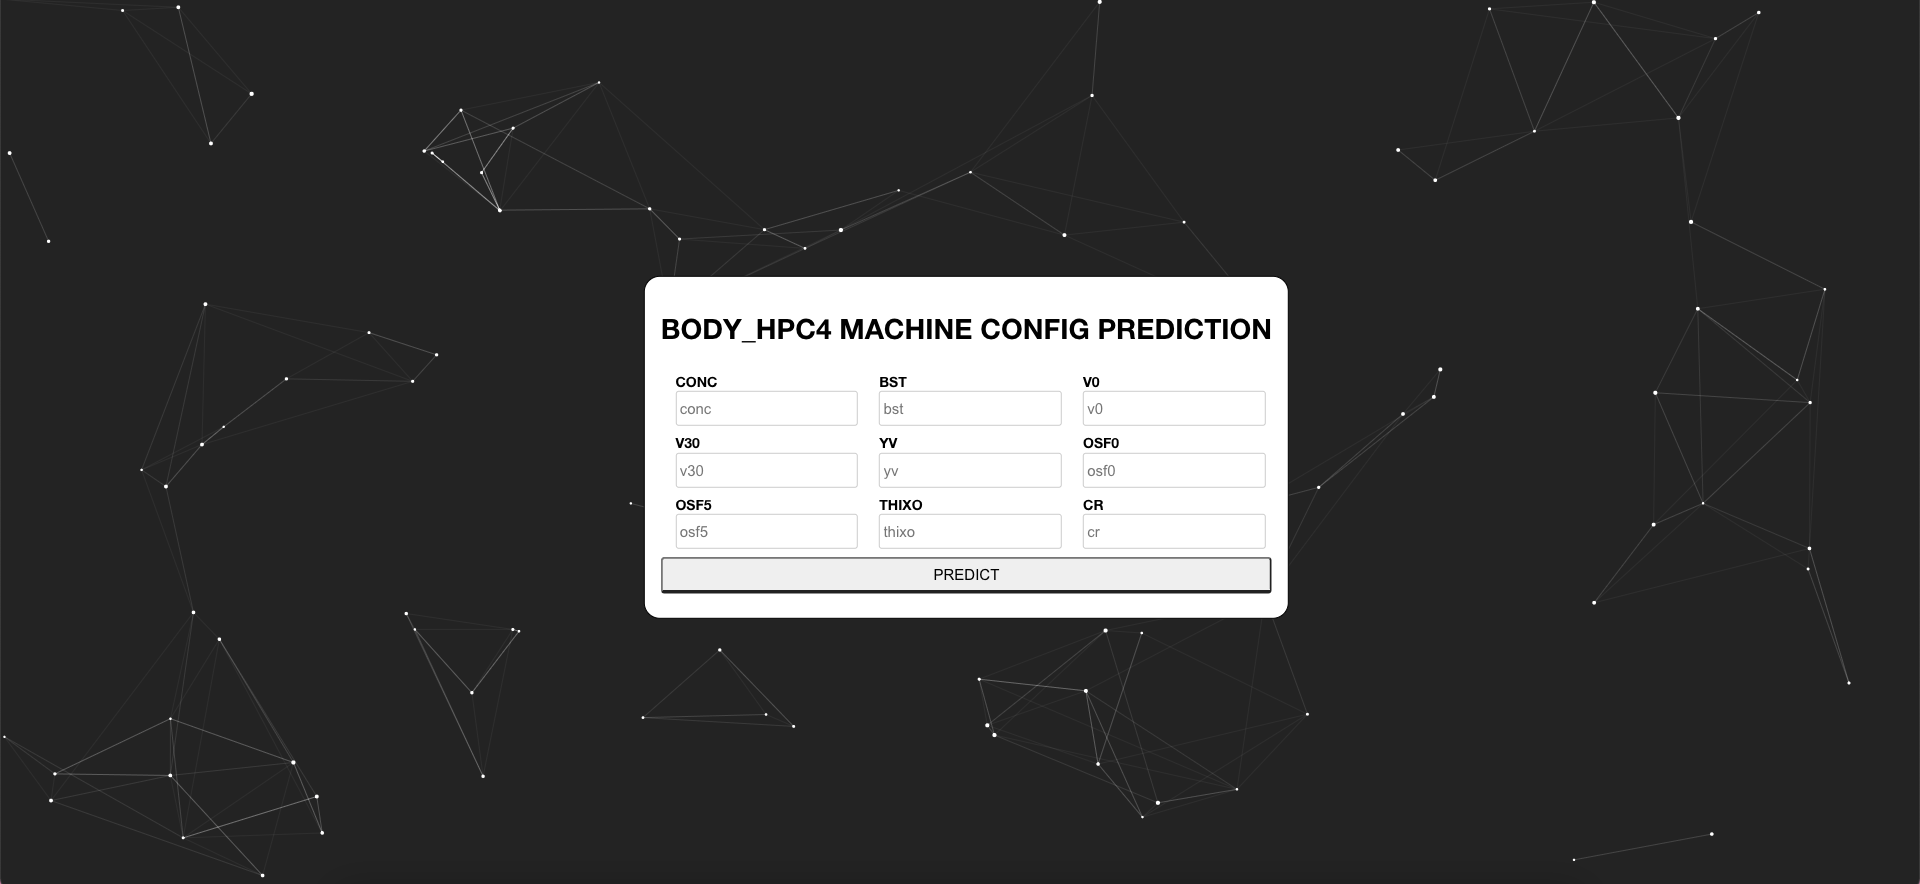 BODY_HPC4 MACHINE CONFIG PREDICTION
CONC BST V0
conc bst v0
V30 YV OSF0
v30 yv osf0
OSF5 THIXO CR
osf5 thixo cr
PREDICT